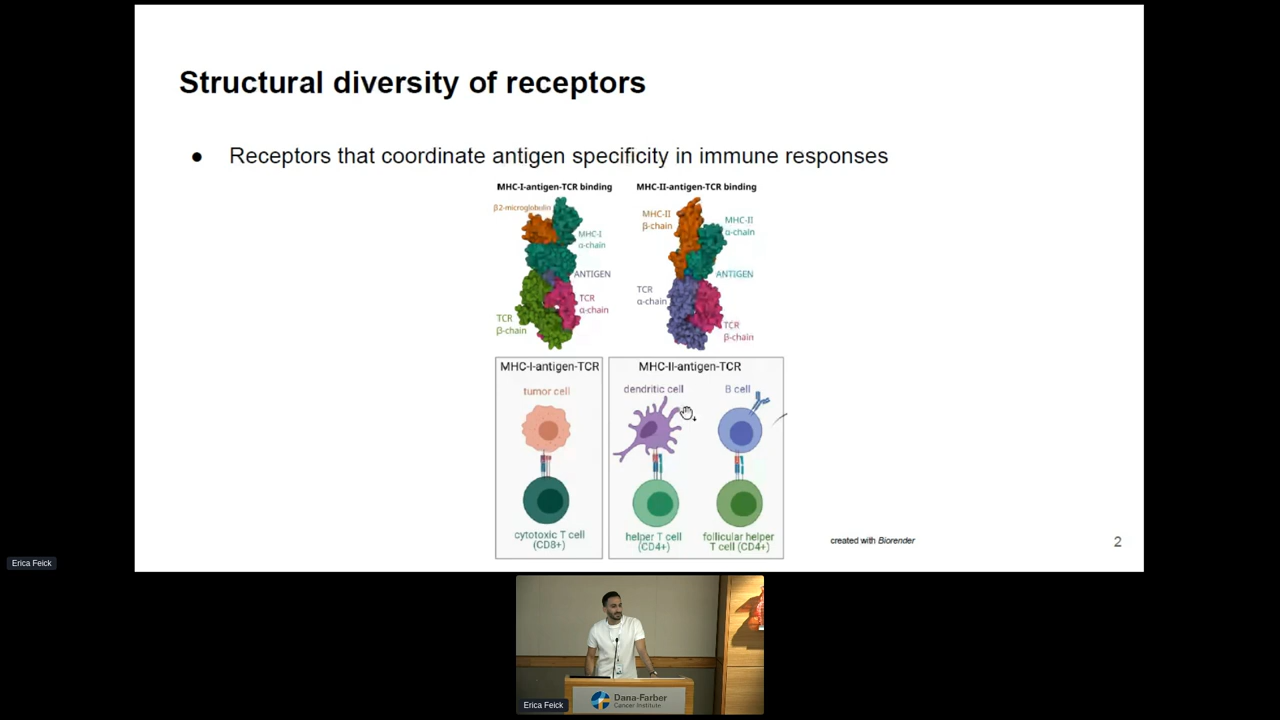 Structural diversity of receptors
● Receptors that coordinate antigen specificity in immune responses
MHC-I-antigen-TCR binding
β2-microglobulin
MHC-I
α-chain
ANTIGEN
TCR
α-chain
TCR
β-chain
MHC-II-antigen-TCR binding
MHC-II
β-chain
MHC-II
α-chain
ANTIGEN
TCR
α-chain
TCR
β-chain
MHC-I-antigen-TCR
tumor cell
cytotoxic T cell
(CD8+)
MHC-II-antigen-TCR
dendritic cell
B cell
helper T cell
(CD4+)
follicular helper
T cell (CD4+)
created with Biorender
2
Erica Feick
Dana-Farber
Cancer Institute
Erica Feick